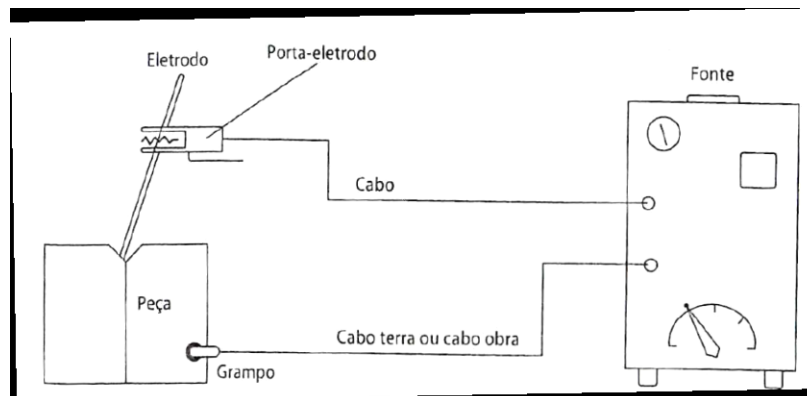 Eletrodo
Porta-eletrodo
Fonte
Cabo
Peça
Cabo terra ou cabo obra
Grampo